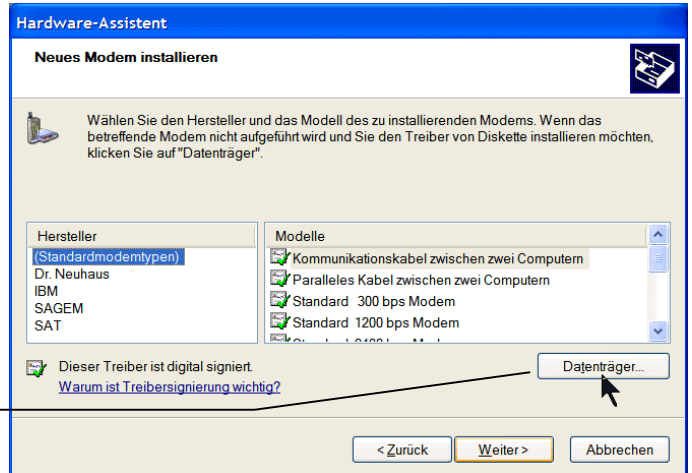 Hardware-Assistent
Neues Modem installieren
Wählen Sie den Hersteller und das Modell des zu installierenden Modems. Wenn das
betreffende Modem nicht aufgeführt wird und Sie den Treiber von Diskette installieren möchten,
klicken Sie auf "Datenträger".
Hersteller
(Standardmodemtypen)
Dr. Neuhaus
IBM
SAGEM
SAT
Modelle
Kommunikationskabel zwischen zwei Computern
Paralleles Kabel zwischen zwei Computern
Standard 300 bps Modem
Standard 1200 bps Modem
Dieser Treiber ist digital signiert.
Warum ist Treibersignierung wichtig?
Datenträger...
< Zurück
Weiter >
Abbrechen